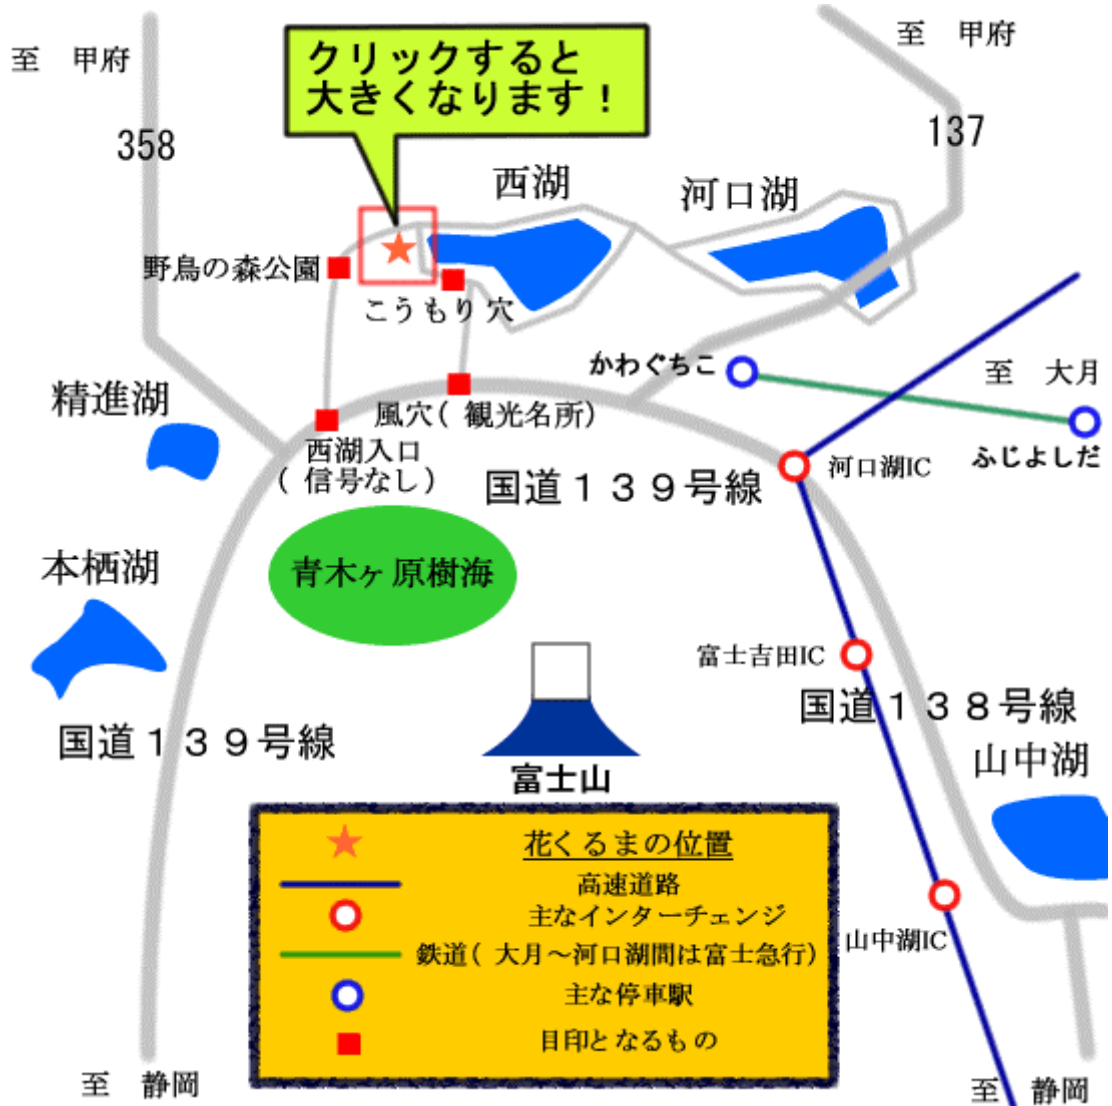 至　甲府
クリックすると
大きくなります！
至　甲府
358
137
西湖
河口湖
野鳥の森公園
こうもり穴
かわぐちこ
至　大月
精進湖
風穴(観光名所)
西湖入口
(信号なし)
ふじよしだ
国道１３９号線
河口湖IC
本栖湖
青木ヶ原樹海
富士吉田IC
国道１３８号線
国道１３９号線
山中湖
富士山
花くるまの位置
高速道路
主なインターチェンジ
山中湖IC
鉄道(大月～河口湖間は富士急行)
主な停車駅
目印となるもの
至　静岡
至　静岡